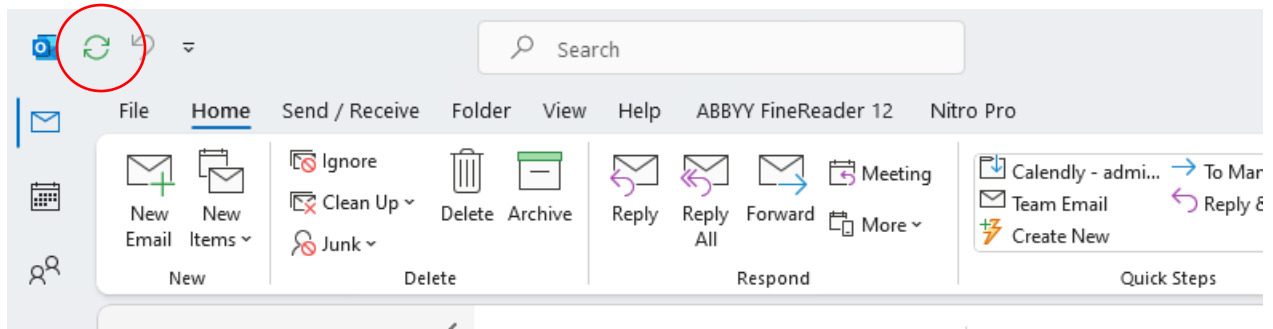 Search
File Home Send / Receive Folder View Help ABBYY FineReader 12 Nitro Pro
New Email
New Items
Ignore
Clean Up
Junk
Delete
Archive
Reply
Reply All
Forward
Meeting
More
Calendly - admi...
Team Email
Create New
To Mar
Reply &
New
Delete
Respond
Quick Steps